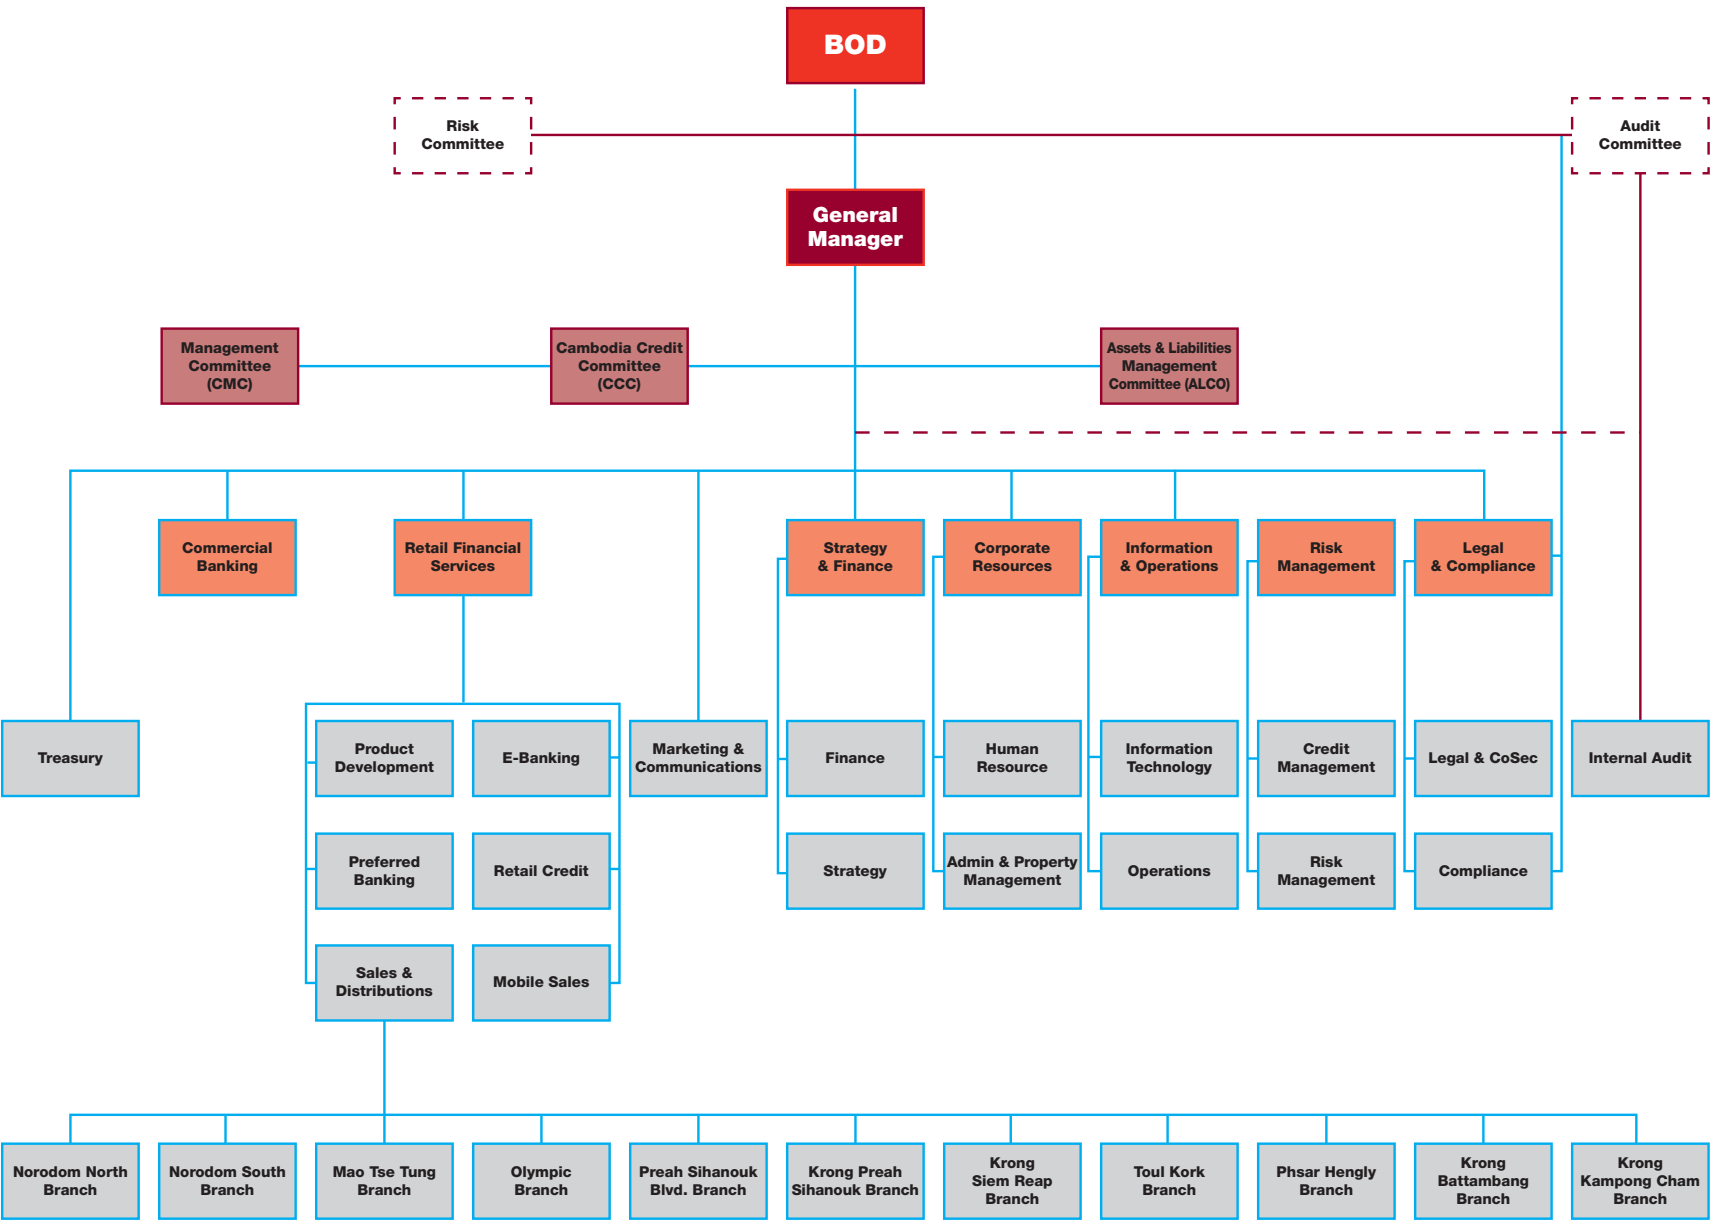 BOD
Risk
Committee
Audit
Committee
General
Manager
Management
Committee
(CMC)
Cambodia Credit
Committee
(CCC)
Assets & Liabilities
Management
Committee (ALCO)
Commercial
Banking
Retail Financial
Services
Strategy
& Finance
Corporate
Resources
Information
& Operations
Risk
Management
Legal
& Compliance
Treasury
Product
Development
E-Banking
Marketing &
Communications
Finance
Human
Resource
Information
Technology
Credit
Management
Legal & CoSec
Internal Audit
Preferred
Banking
Retail Credit
Strategy
Admin & Property
Management
Operations
Risk
Management
Compliance
Sales &
Distributions
Mobile Sales
Norodom North
Branch
Norodom South
Branch
Mao Tse Tung
Branch
Olympic
Branch
Preah Sihanouk
Blvd. Branch
Krong Preah
Sihanouk Branch
Krong
Siem Reap
Branch
Toul Kork
Branch
Phsar Hengly
Branch
Krong
Battambang
Branch
Krong
Kampong Cham
Branch